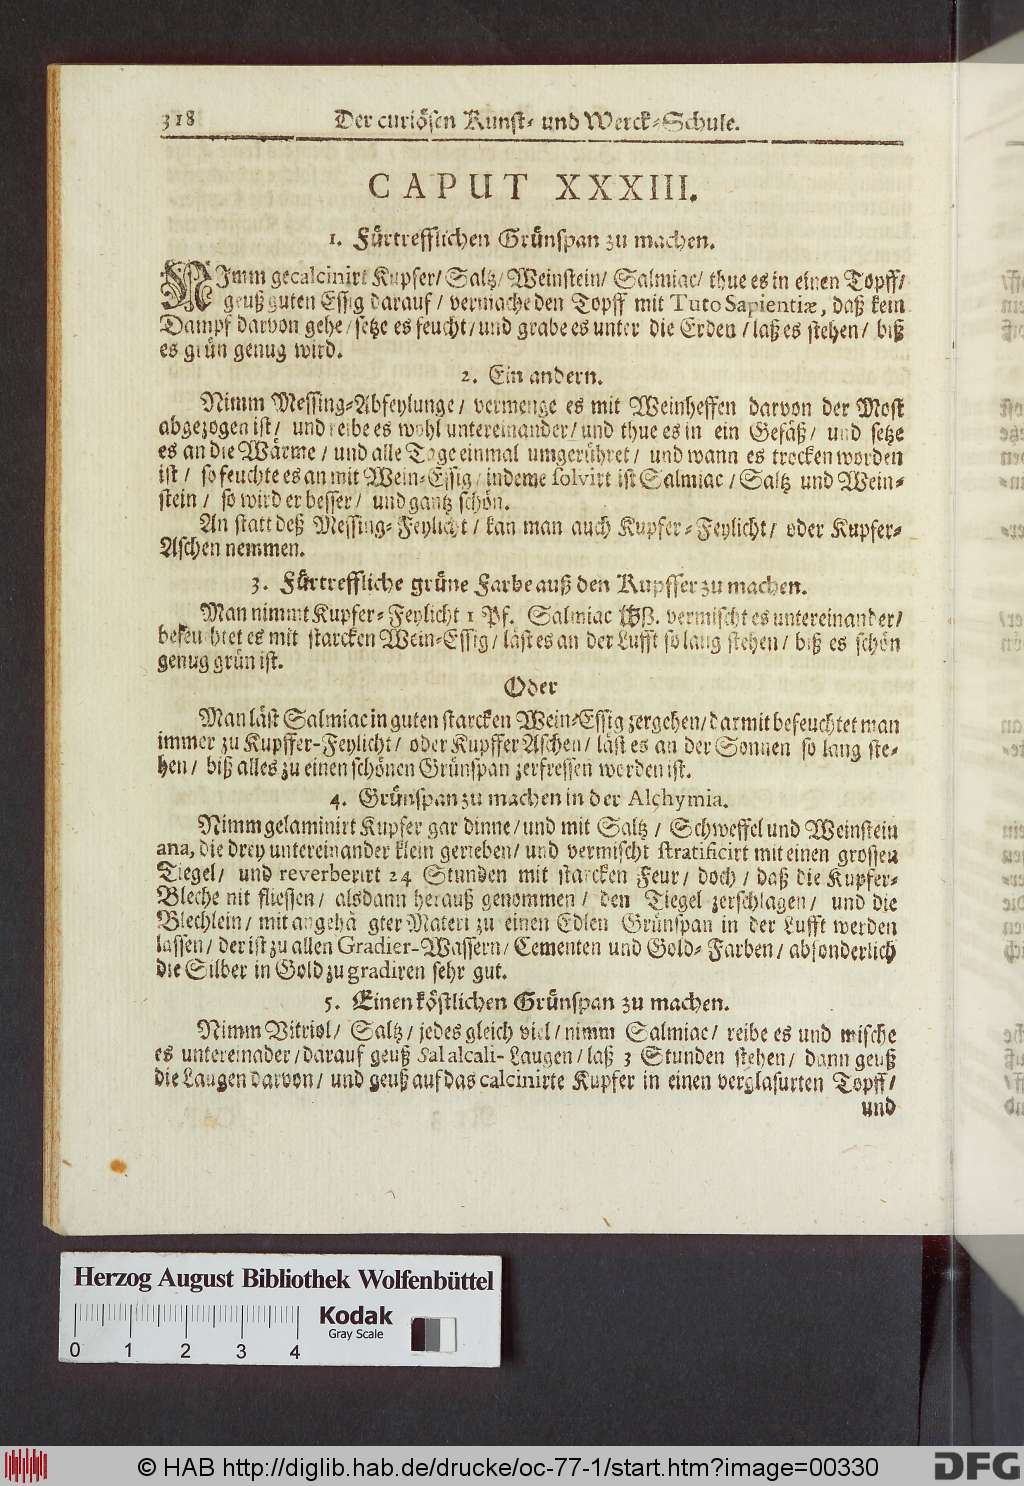 318 Der curiösen Kunst- und Werck-Schule.
CAPUT XXXIII.
1. Fürtrefflichen Grünspan zu machen.
NImm gecalcinirt Kupfer/ Saltz/ Weinstein/ Salmiac/ thue es in einen Topff/
geuß guten Essig darauf/ vermache den Topff mit Tuto Sapientiæ, daß kein
Dampf darvon gehe/ setze es feucht/ und grabe es unter die Erden/ laß es stehen/ biß
es grün genug wird.
2. Ein andern.
Nimm Messing-Abfeylunge/ vermenge es mit Weinheffen darvon der Most
abgezogen ist/ und reibe es wohl untereinander/ und thue es in ein Gefäß/ und setze
es an die Wärme/ und alle Tage einmal umgerühret/ und wann es trocken worden
ist/ so feuchte es an mit Wein-Essig/ indeme solvirt ist Salmiac/ Saltz und Wein-
stein/ so wird er besser/ und gantz schön.
An statt deß Messing-Feylicht/ kan man auch Kupfer-Feylicht/ oder Kupfer-
Aschen nemmen.
3. Fürtreffliche grüne Farbe auß den Kupffer zu machen.
Man nimmt Kupfer-Feylicht 1 Pf. Salmiac vermischt es untereinander/
befeuchtet es mit starcken Wein-Essig/ läst es an der Lufft so lang stehen/ biß es schön
genug grün ist.
Oder
Man läst Salmiac in guten starcken Wein-Essig zergehen/ darmit befeuchtet man
immer zu Kupffer-Feylicht/ oder Kupffer Aschen/ läst es an der Sonnen so lang ste-
hen/ biß alles zu einen schönen Grünspan zerfressen worden ist.
4. Grünspan zu machen in der Alchymia.
Nimm gelaminirt Kupfer gar dinne/ und mit Saltz/ Schweffel und Weinstein
ana, die drey untereinander klein gerieben/ und vermischt stratificirt mit einen grossen
Tiegel/ und reverberirt 24 Stunden mit starcken Feur/ doch/ daß die Kupfer-
Bleche nit fliessen/ alsdann herauß genommen/ den Tiegel zerschlagen/ und die
Blechlein/ mit angehä gter Materi zu einen Edlen Grünspan in der Lufft werden
lassen/ der ist zu allen Gradier-Wassern/ Cementen und Gold-Farben/ absonderlich
die Silber in Gold zu gradiren sehr gut.
5. Einen köstlichen Grünspan zu machen.
Nimm Vitriol/ Saltz/ jedes gleich viel/ nimm Salmiac/ reibe es und mische
es untereinader/ darauf geuß Sal alcali-Laugen/ laß 3 Stunden stehen/ dann geuß
die Laugen darvon/ und geuß auf das calcinirte Kupfer in einen verglasurten Topff/
und
Herzog August Bibliothek Wolfenbüttel
Kodak
Gray Scale
0 1 2 3 4
© HAB http://diglib.hab.de/drucke/oc-77-1/start.htm?image=00330
DFG